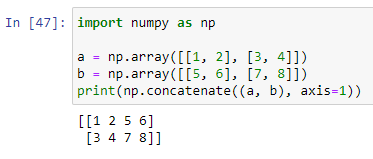 In [47]: import numpy as np
a = np.array([[1, 2], [3, 4]])
b = np.array([[5, 6], [7, 8]])
print(np.concatenate((a, b), axis=1))
[[1 2 5 6]
 [3 4 7 8]]